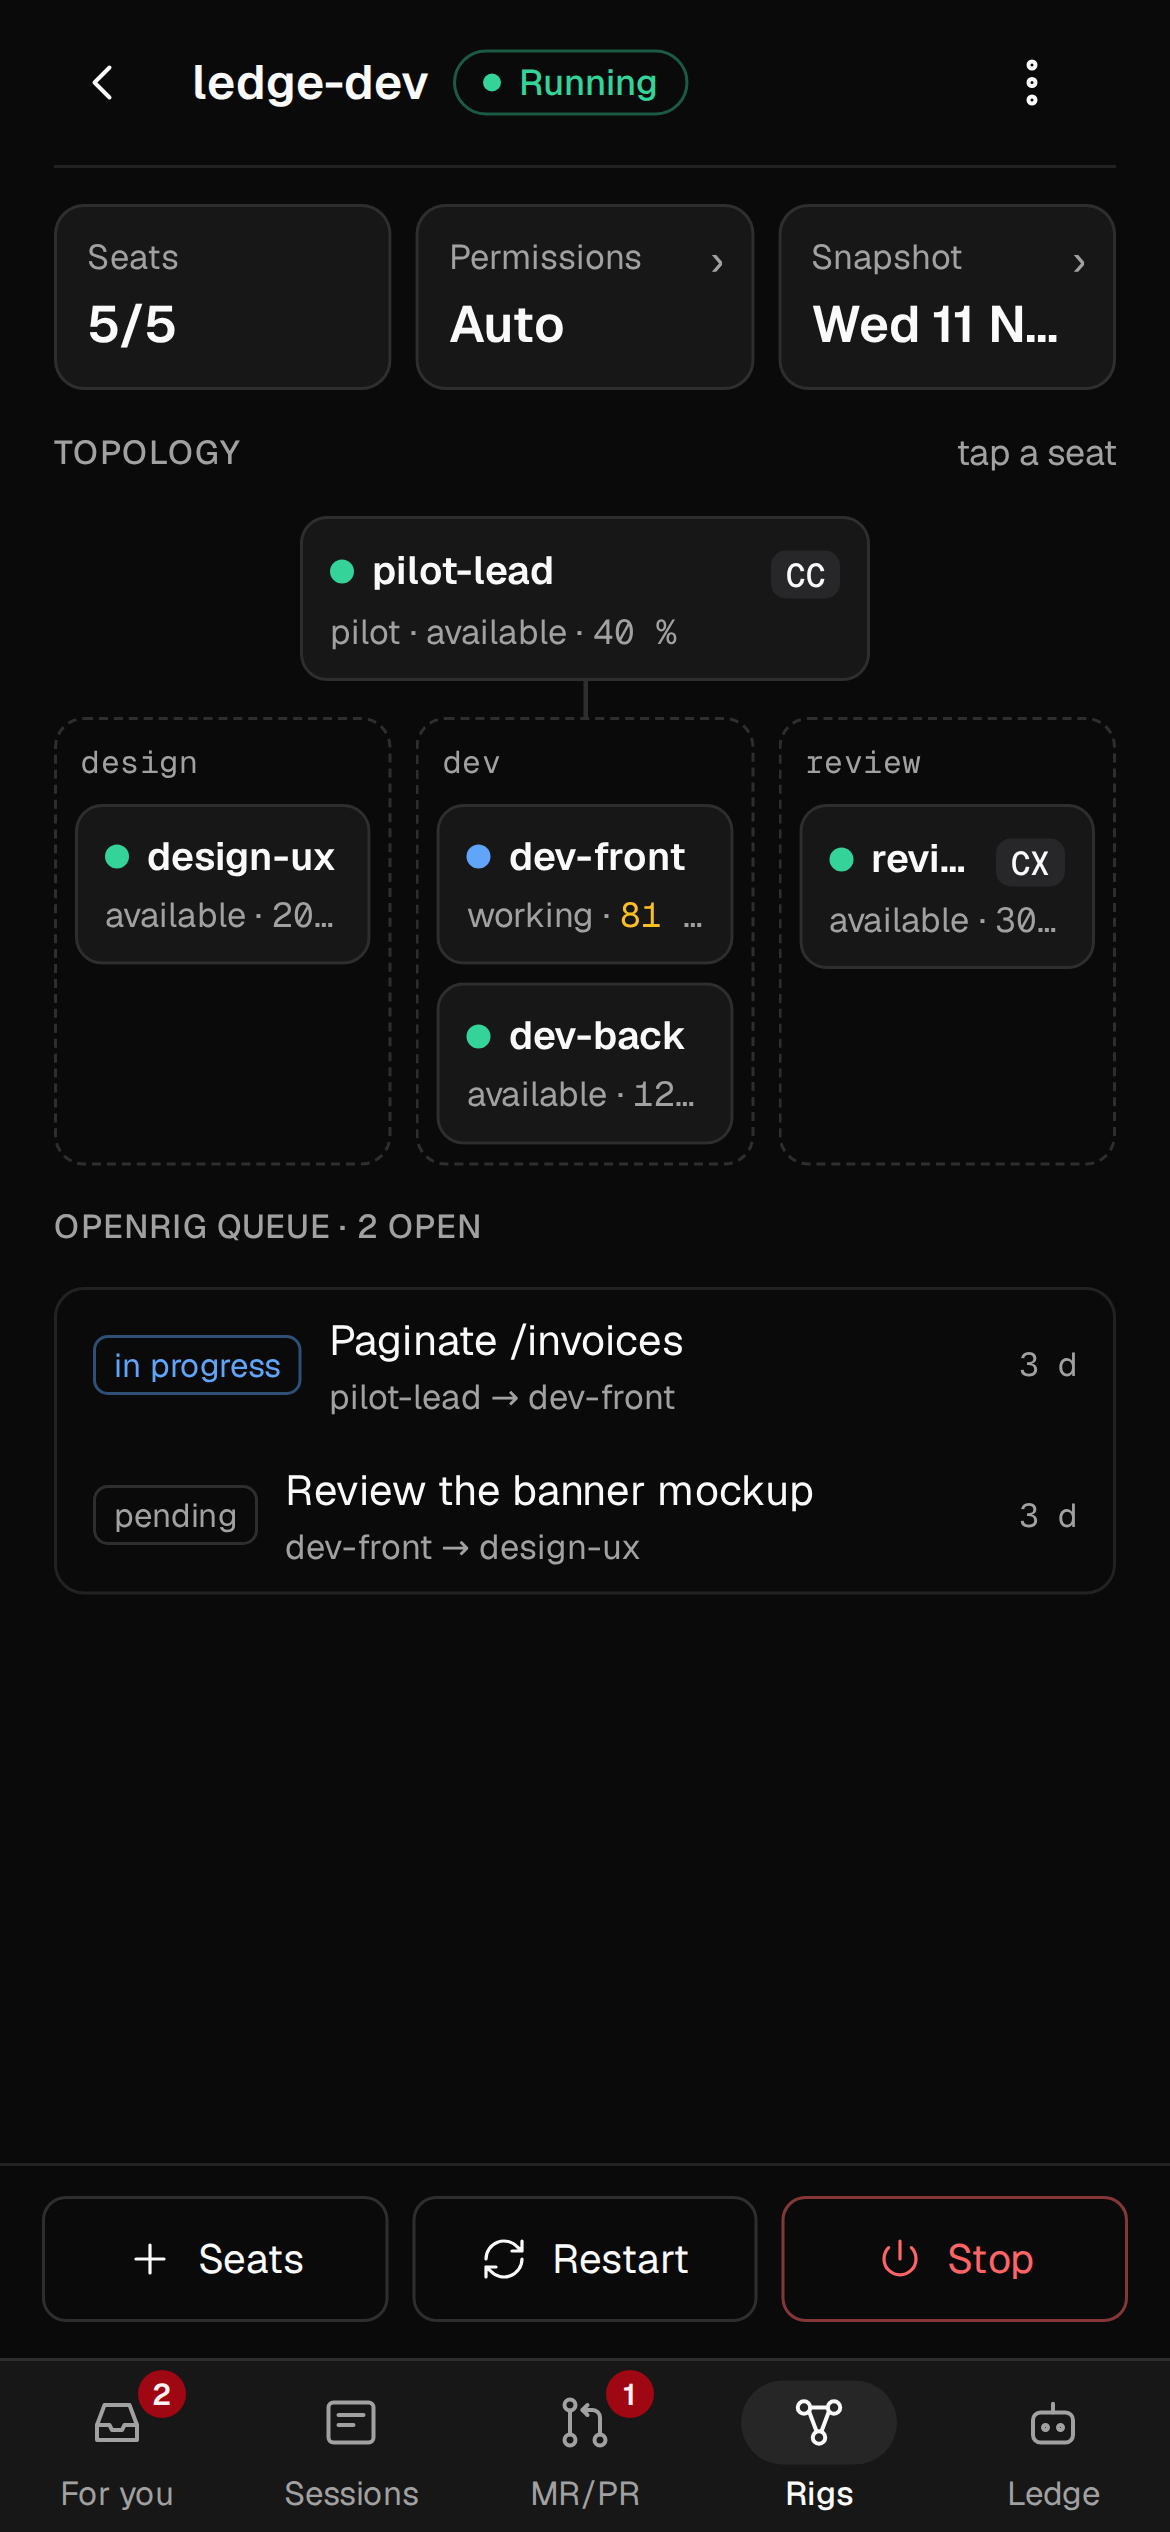 ledge-dev
Running
Seats
5/5
Permissions ›
Auto
Snapshot ›
Wed 11 N…
TOPOLOGY
tap a seat
pilot-lead
CC
pilot · available · 40 %
design
design-ux
available · 20…
dev
dev-front
working · 81 …
dev-back
available · 12…
review
revi…
CX
available · 30…
OPENRIG QUEUE · 2 OPEN
in progress
Paginate /invoices
pilot-lead → dev-front
3 d
pending
Review the banner mockup
dev-front → design-ux
3 d
Seats
Restart
Stop
2
1
For you
Sessions
MR/PR
Rigs
Ledge